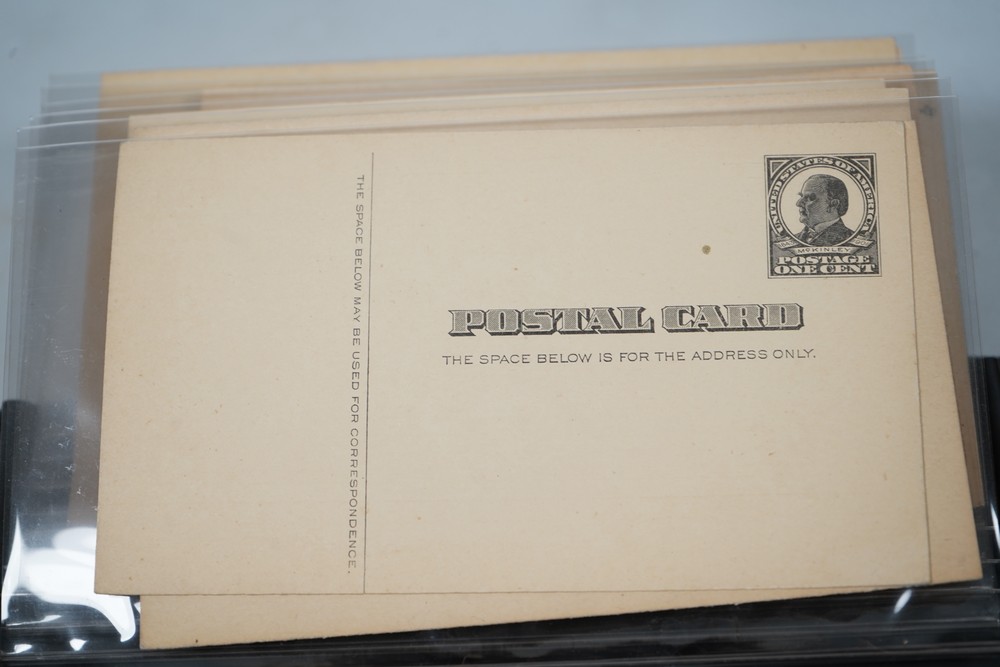 THE SPACE BELOW MAY BE USED FOR CORRESPONDENCE.
UNITED STATES OF AMERICA
McKINLEY
POSTAGE
ONE CENT
POSTAL CARD
THE SPACE BELOW IS FOR THE ADDRESS ONLY.